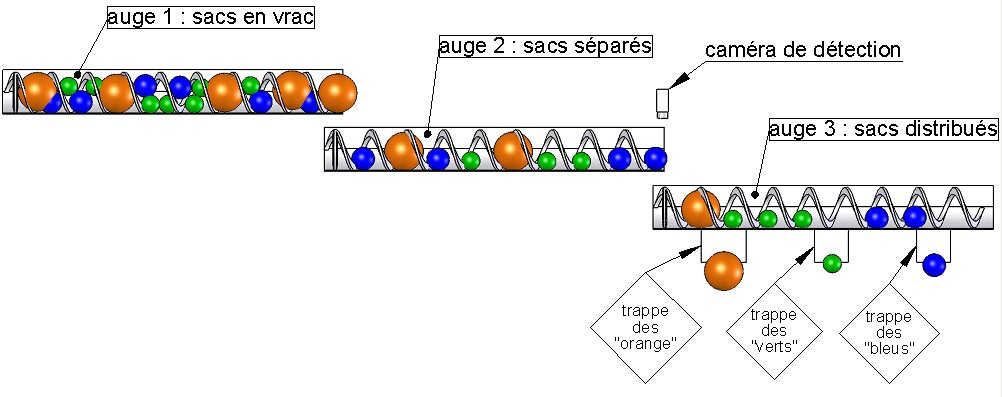 auge 1 : sacs en vrac
auge 2 : sacs séparés
caméra de détection
auge 3 : sacs distribués
trappe
des
"orange"
trappe
des
"verts"
trappe
des
"bleus"